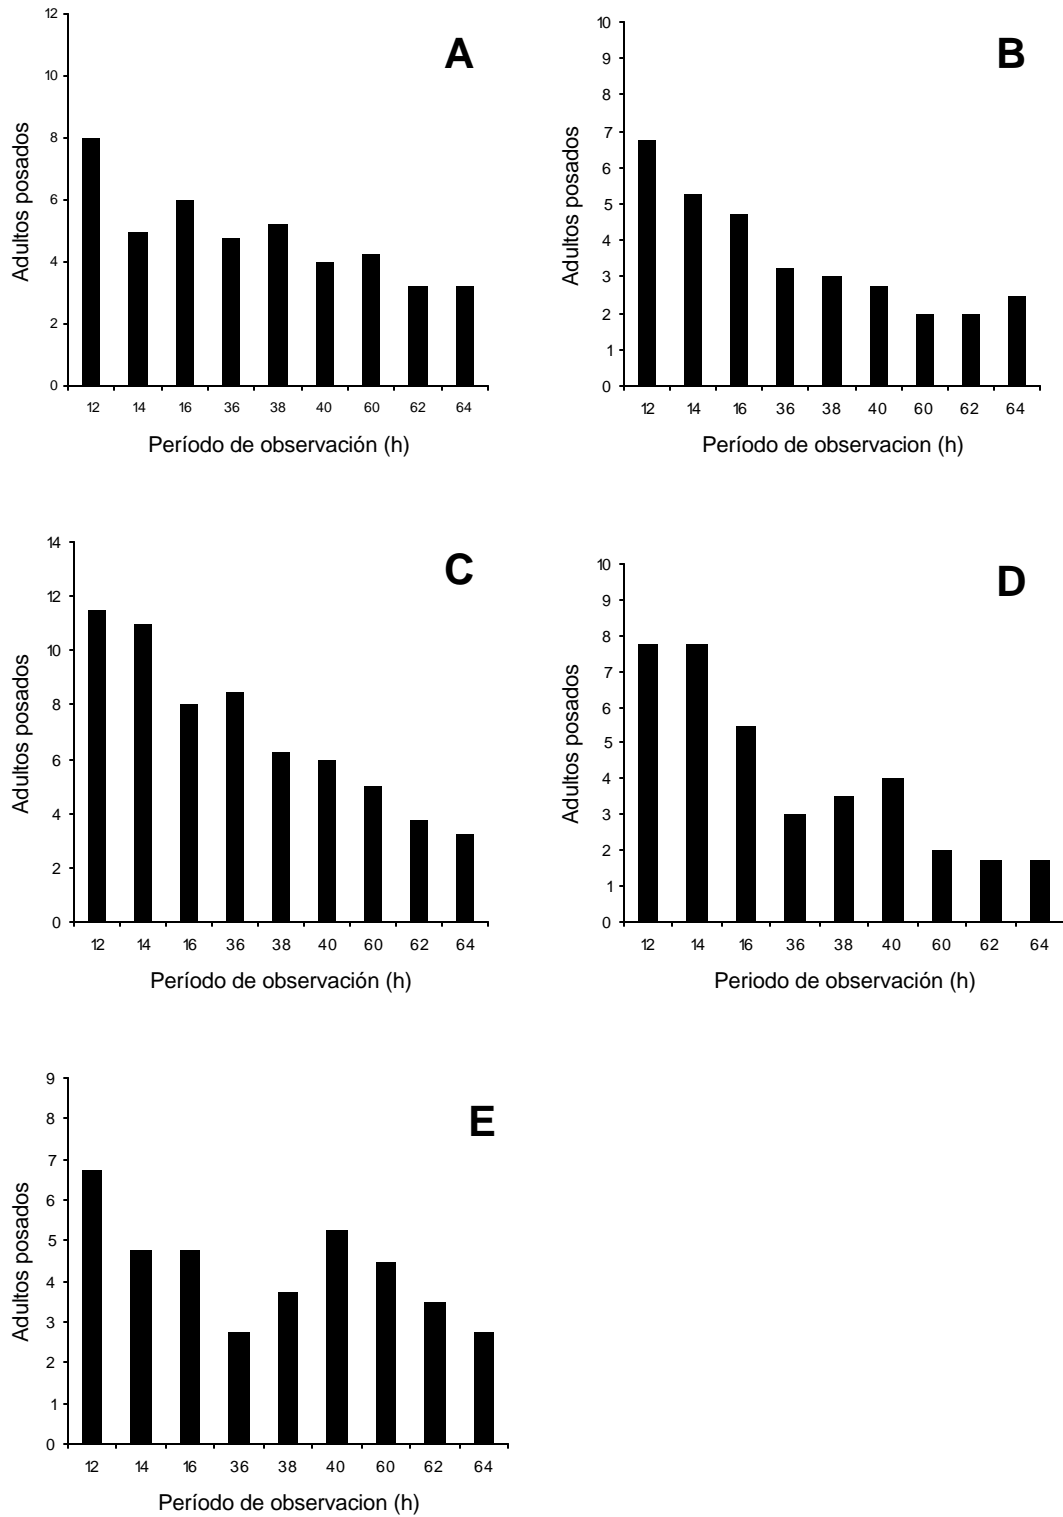 A
Adultos posados
12
10
8
6
4
2
0
12 14 16 36 38 40 60 62 64
Período de observación (h)
B
Adultos posados
10
9
8
7
6
5
4
3
2
1
0
12 14 16 36 38 40 60 62 64
Período de observacion (h)
C
Adultos posados
14
12
10
8
6
4
2
0
12 14 16 36 38 40 60 62 64
Período de observación (h)
D
Adultos posados
10
9
8
7
6
5
4
3
2
1
0
12 14 16 36 38 40 60 62 64
Periodo de observación (h)
E
Adultos posados
9
8
7
6
5
4
3
2
1
0
12 14 16 36 38 40 60 62 64
Período de observacion (h)